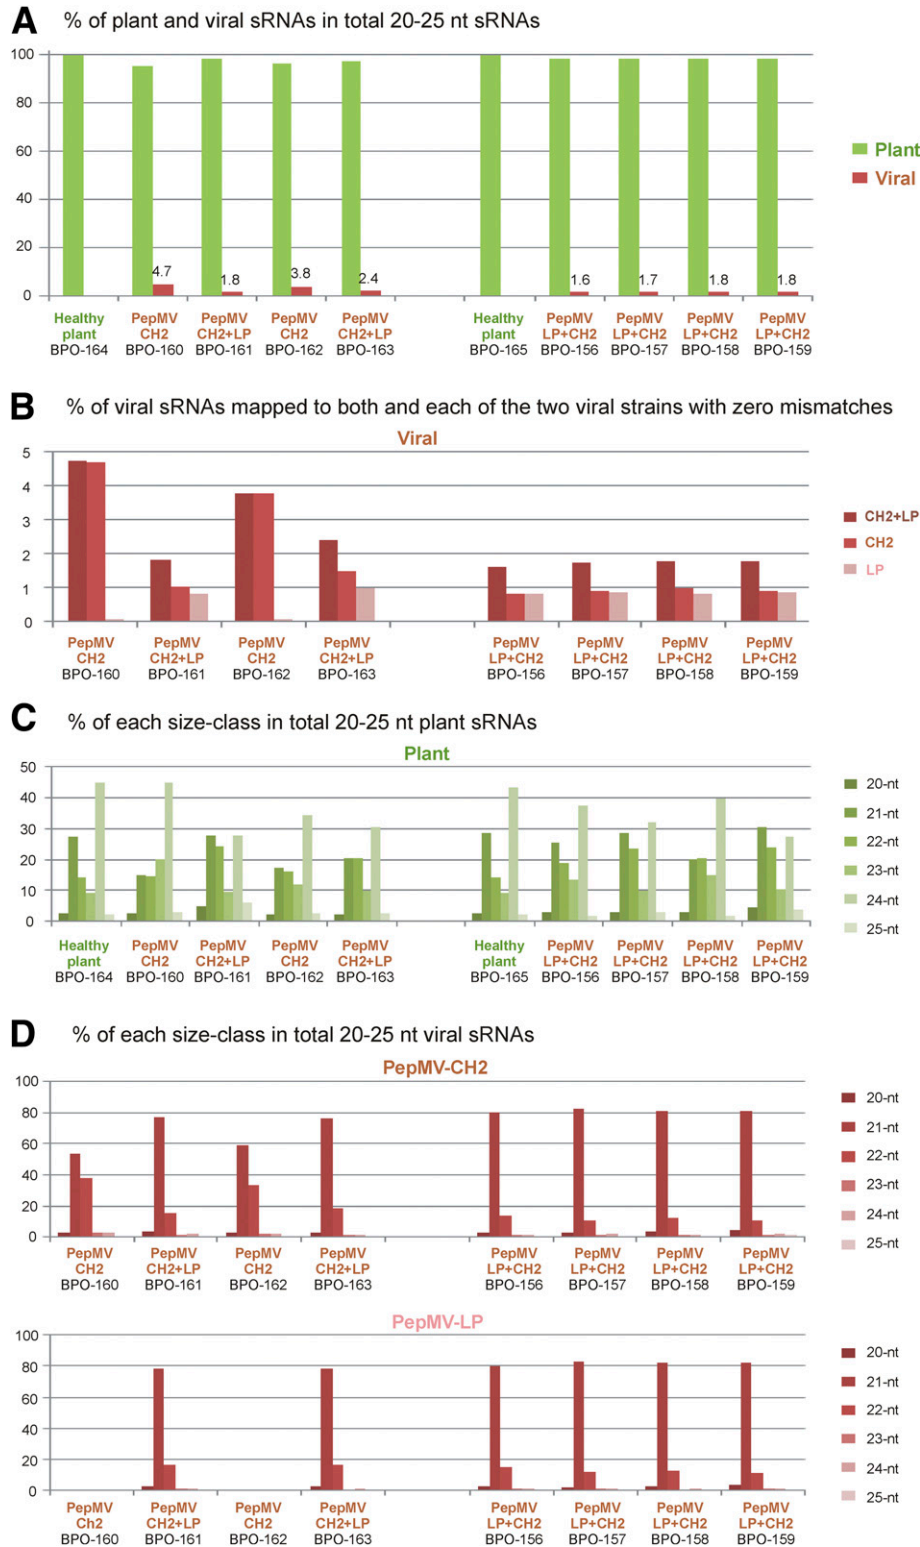 A % of plant and viral sRNAs in total 20-25 nt sRNAs
100
80
60
40
20
0
4.7
1.8
3.8
2.4
1.6
1.7
1.8
1.8
Plant
Viral
Healthy PepMV PepMV PepMV PepMV Healthy PepMV PepMV PepMV PepMV
plant CH2 CH2+LP CH2 CH2+LP plant LP+CH2 LP+CH2 LP+CH2 LP+CH2
BPO-164 BPO-160 BPO-161 BPO-162 BPO-163 BPO-165 BPO-156 BPO-157 BPO-158 BPO-159
B % of viral sRNAs mapped to both and each of the two viral strains with zero mismatches
Viral
5
4
3
2
1
0
CH2+LP
CH2
LP
PepMV PepMV PepMV PepMV PepMV PepMV PepMV PepMV
CH2 CH2+LP CH2 CH2+LP LP+CH2 LP+CH2 LP+CH2 LP+CH2
BPO-160 BPO-161 BPO-162 BPO-163 BPO-156 BPO-157 BPO-158 BPO-159
C % of each size-class in total 20-25 nt plant sRNAs
Plant
50
40
30
20
10
0
20-nt
21-nt
22-nt
23-nt
24-nt
25-nt
Healthy PepMV PepMV PepMV PepMV Healthy PepMV PepMV PepMV PepMV
plant CH2 CH2+LP CH2 CH2+LP plant LP+CH2 LP+CH2 LP+CH2 LP+CH2
BPO-164 BPO-160 BPO-161 BPO-162 BPO-163 BPO-165 BPO-156 BPO-157 BPO-158 BPO-159
D % of each size-class in total 20-25 nt viral sRNAs
PepMV-CH2
100
80
60
40
20
0
20-nt
21-nt
22-nt
23-nt
24-nt
25-nt
PepMV PepMV PepMV PepMV PepMV PepMV PepMV PepMV
CH2 CH2+LP CH2 CH2+LP LP+CH2 LP+CH2 LP+CH2 LP+CH2
BPO-160 BPO-161 BPO-162 BPO-163 BPO-156 BPO-157 BPO-158 BPO-159
PepMV-LP
100
80
60
40
20
0
20-nt
21-nt
22-nt
23-nt
24-nt
25-nt
PepMV PepMV PepMV PepMV PepMV PepMV PepMV PepMV
Ch2 CH2+LP CH2 CH2+LP LP+CH2 LP+CH2 LP+CH2 LP+CH2
BPO-160 BPO-161 BPO-162 BPO-163 BPO-156 BPO-157 BPO-158 BPO-159